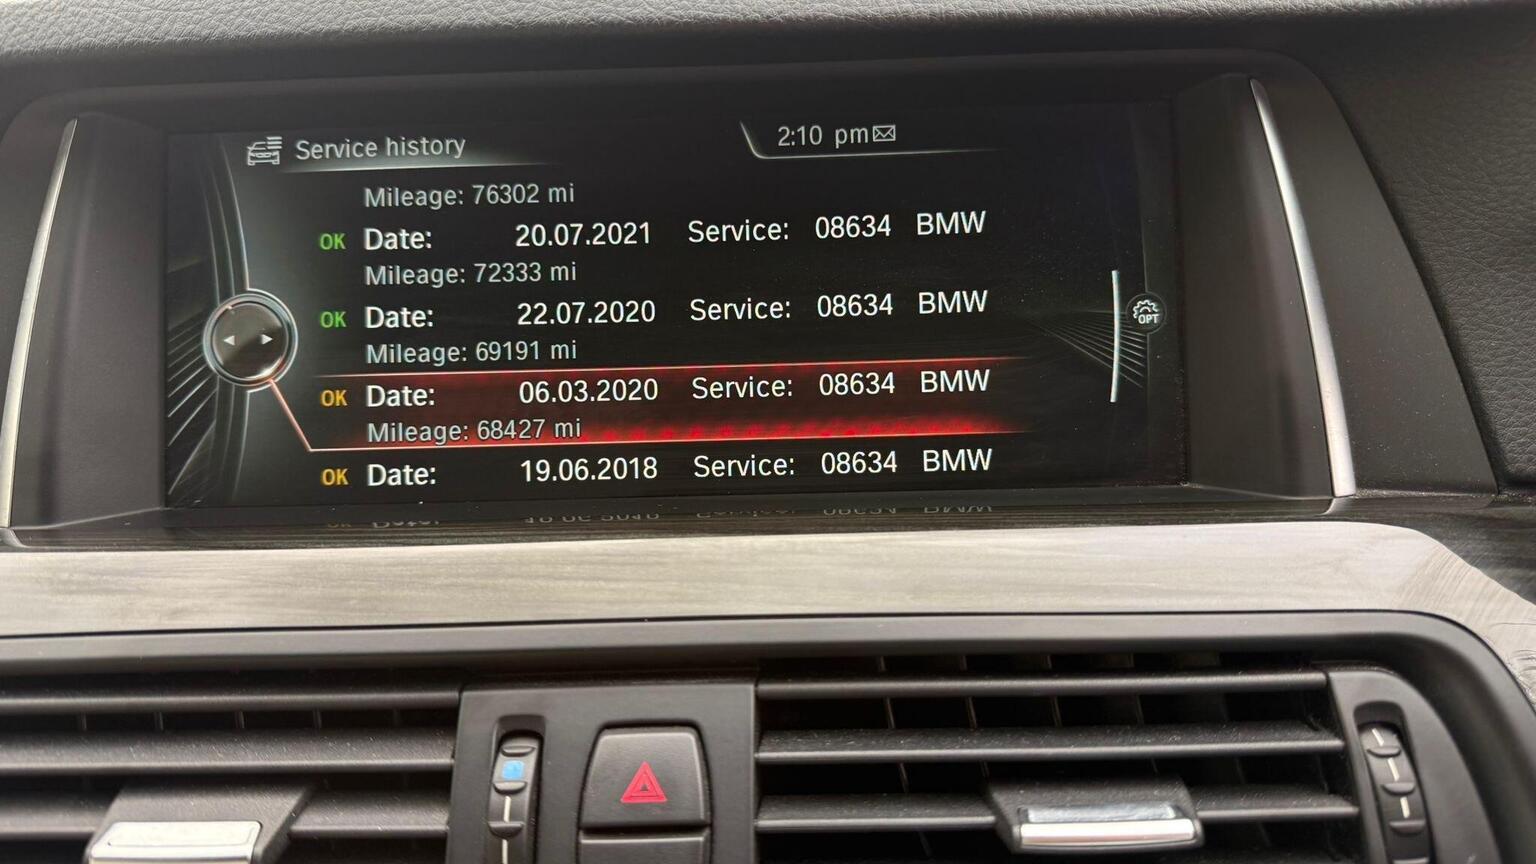 Service history 2:10 pm
Mileage: 76302 mi
OK Date: 20.07.2021 Service: 08634 BMW
Mileage: 72333 mi
OK Date: 22.07.2020 Service: 08634 BMW
Mileage: 69191 mi
OPT
OK Date: 06.03.2020 Service: 08634 BMW
Mileage: 68427 mi
OK Date: 19.06.2018 Service: 08634 BMW